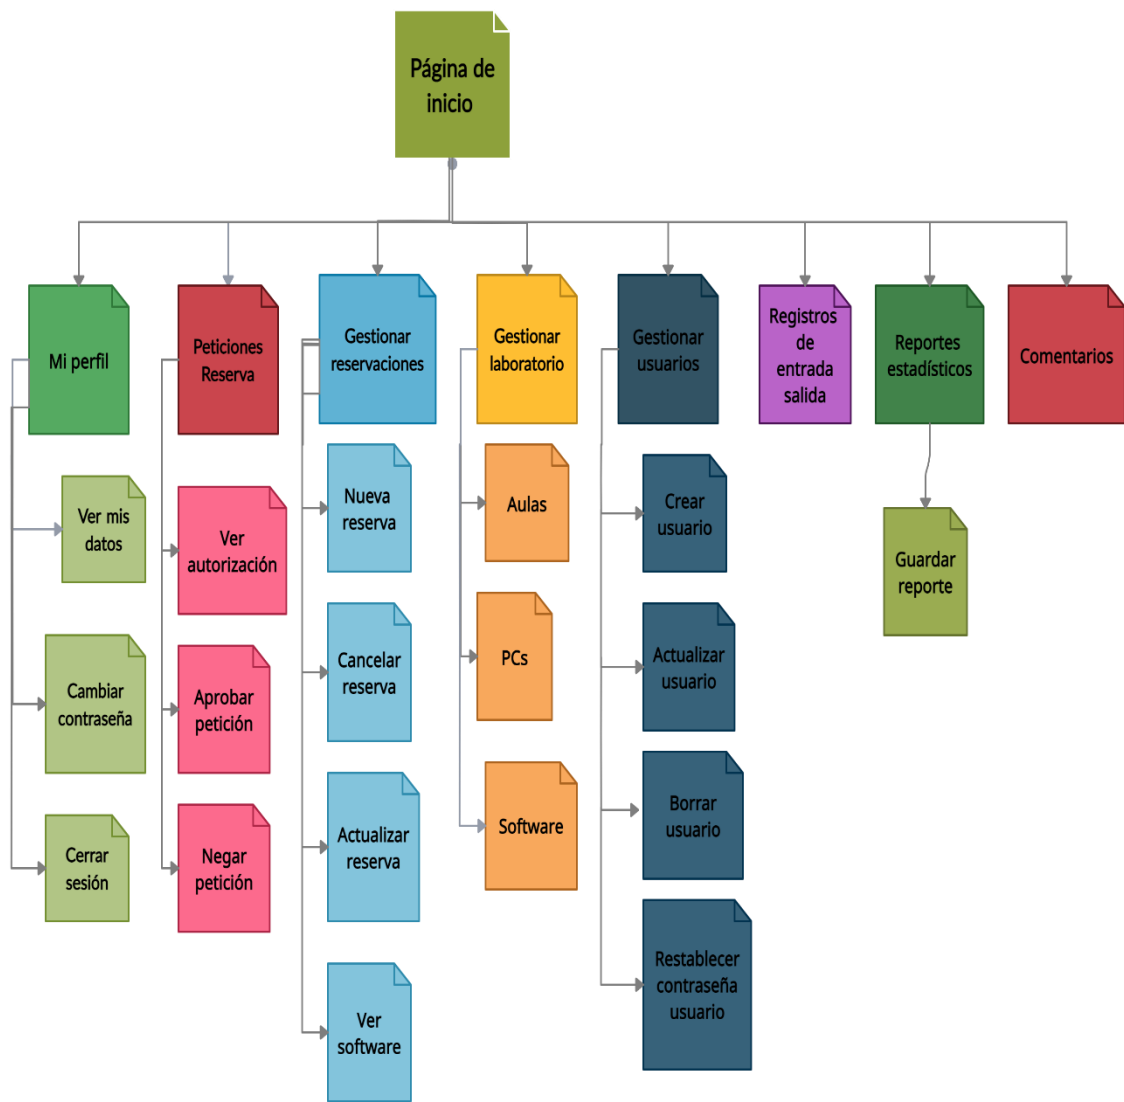 Página de
inicio
Mi perfil
Peticiones
Reserva
Gestionar
reservaciones
Gestionar
laboratorio
Gestionar
usuarios
Registros
de
entrada
salida
Reportes
estadísticos
Comentarios
Ver mis
datos
Cambiar
contraseña
Cerrar
sesión
Ver
autorización
Aprobar
petición
Negar
petición
Nueva
reserva
Cancelar
reserva
Actualizar
reserva
Ver
software
Aulas
PCs
Software
Crear
usuario
Actualizar
usuario
Borrar
usuario
Restablecer
contraseña
usuario
Guardar
reporte